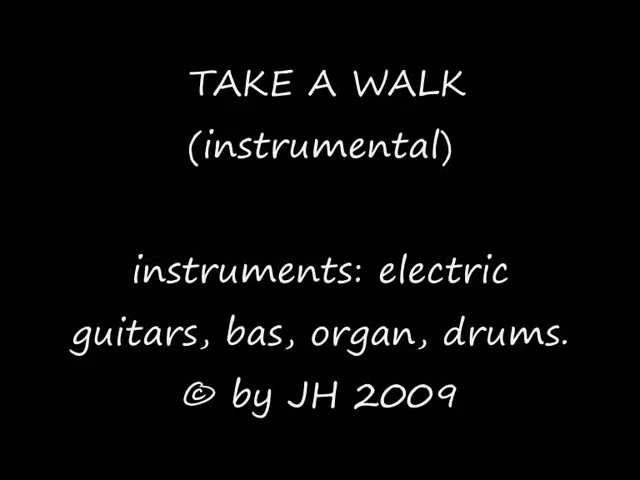 TAKE A WALK
(instrumental)
instruments: electric
guitars, bas, organ, drums.
© by JH 2009